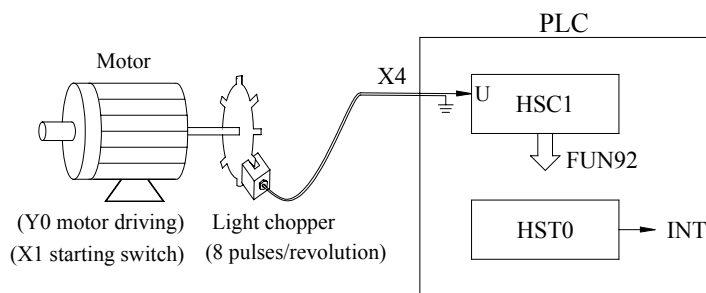 PLC
Motor
X4
U
HSC1
FUN92
(Y0 motor driving)
(X1 starting switch)
Light chopper
(8 pulses/revolution)
HST0
INT